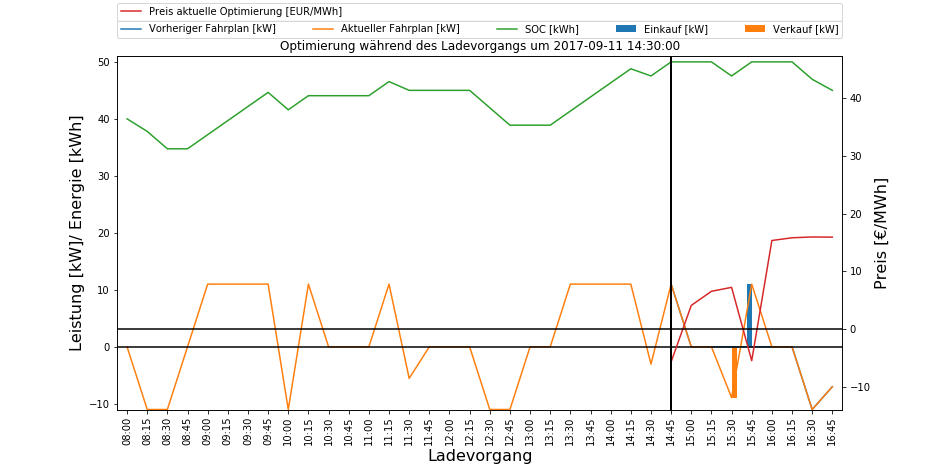 Preis aktuelle Optimierung [EUR/MWh]
Vorheriger Fahrplan [kW] Aktueller Fahrplan [kW] SOC [kWh] Einkauf [kW] Verkauf [kW]
Optimierung während des Ladevorgangs um 2017-09-11 14:30:00
Leistung [kW]/ Energie [kWh]
50
40
30
20
10
0
−10
40
30
20
10
0
−10
Preis [€/MWh]
08:00 08:15 08:30 08:45 09:00 09:15 09:30 09:45 10:00 10:15 10:30 10:45 11:00 11:15 11:30 11:45 12:00 12:15 12:30 12:45 13:00 13:15 13:30 13:45 14:00 14:15 14:30 14:45 15:00 15:15 15:30 15:45 16:00 16:15 16:30 16:45
Ladevorgang